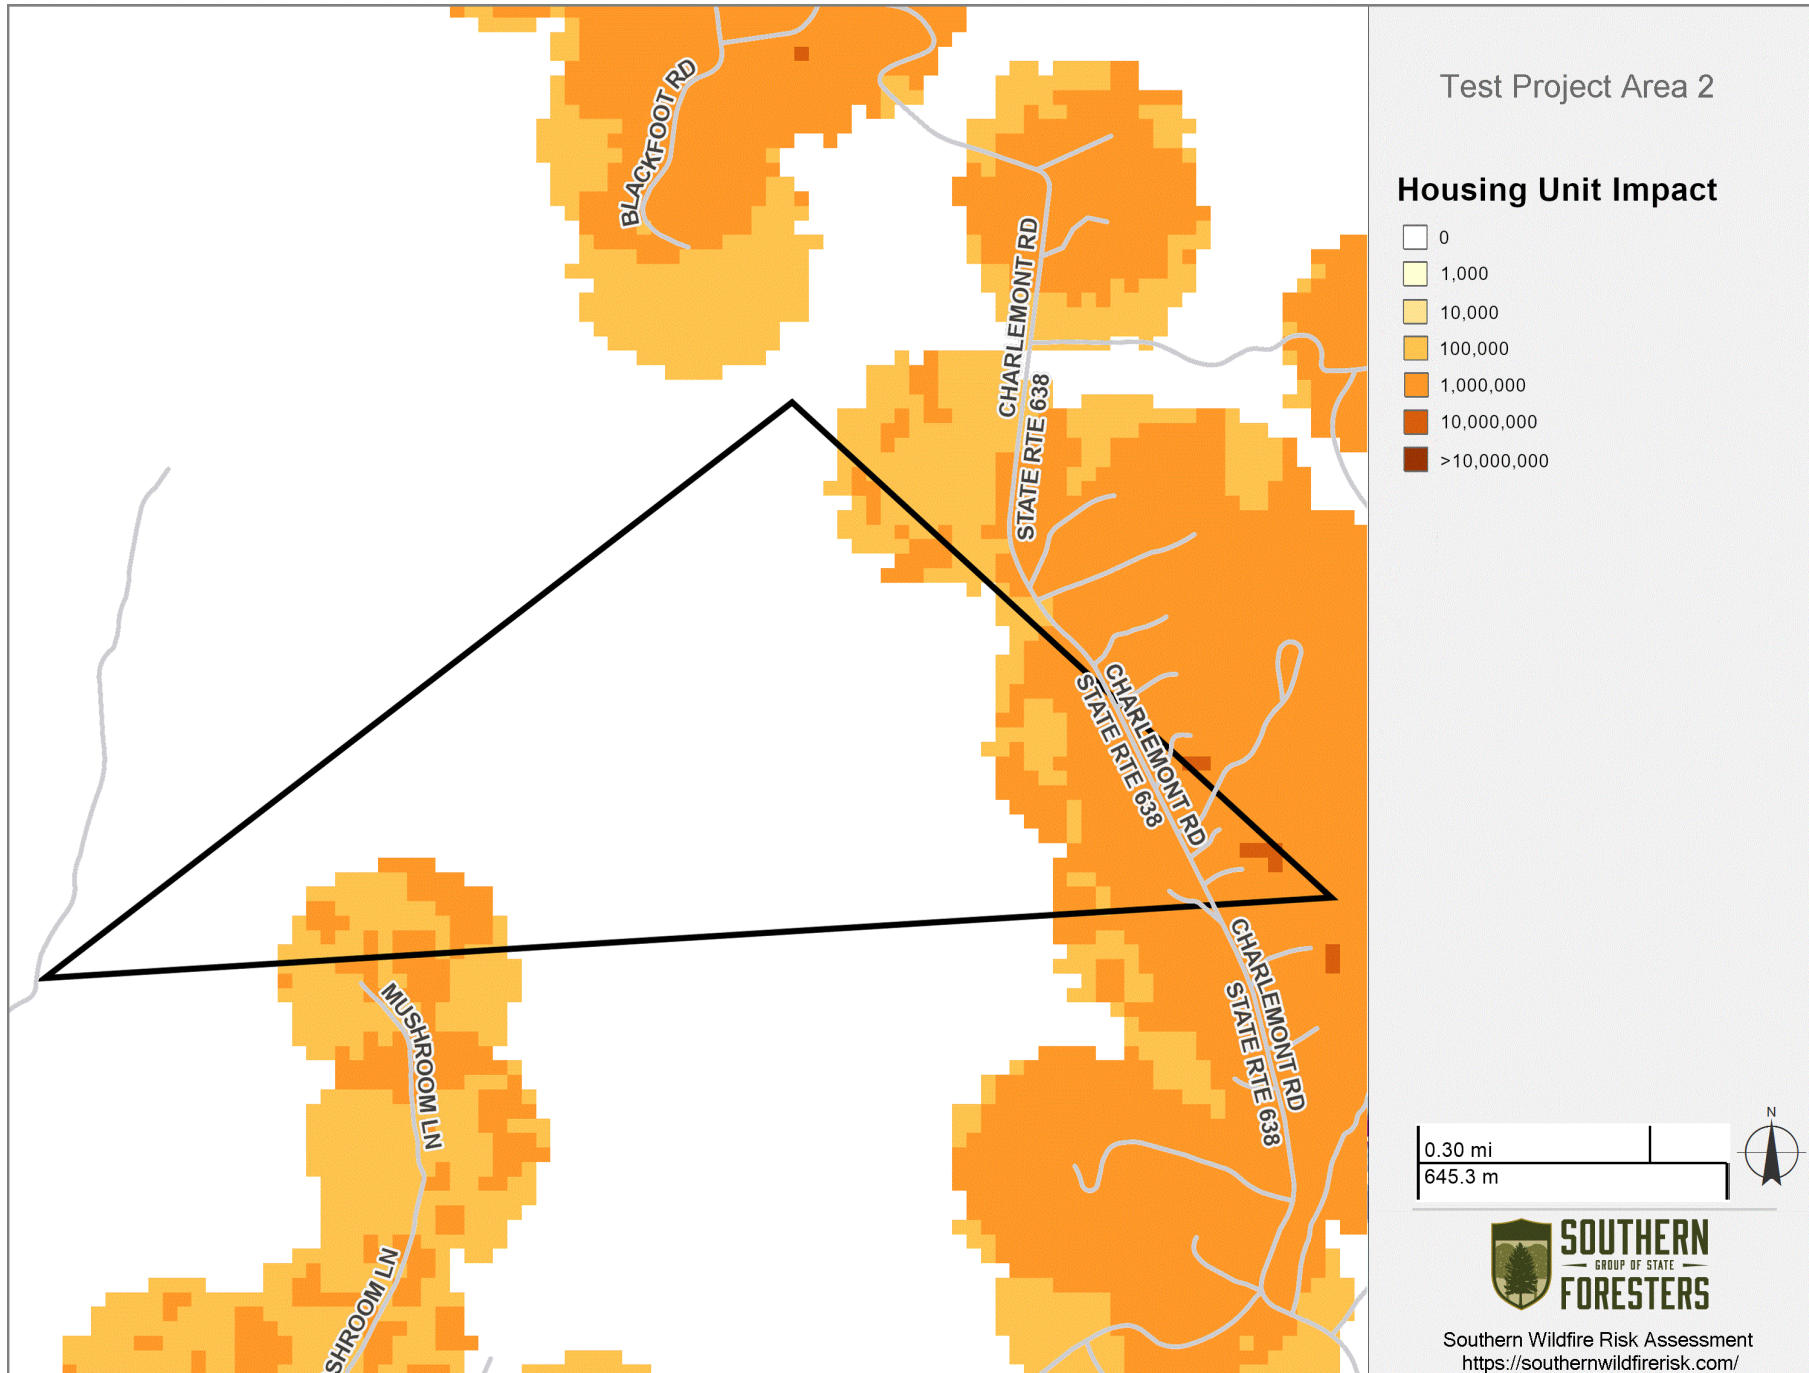 Test Project Area 2
Housing Unit Impact
0
1,000
10,000
100,000
1,000,000
10,000,000
>10,000,000
BLACKFOOT RD
CHARLEMONT RD
STATE RTE 638
CHARLEMONT RD
STATE RTE 638
CHARLEMONT RD
STATE RTE 638
MUSHROOM LN
SHROOM LN
N
0.30 mi
645.3 m
SOUTHERN
GROUP OF STATE
FORESTERS
Southern Wildfire Risk Assessment
https://southernwildfirerisk.com/